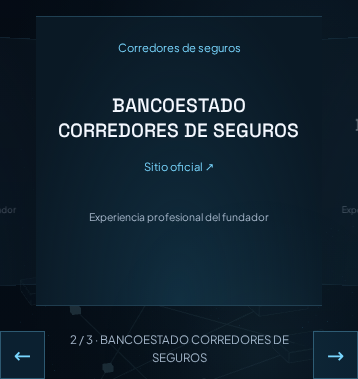 Corredores de seguros
BANCOESTADO
CORREDORES DE SEGUROS
Sitio oficial ↗
Experiencia profesional del fundador
← 2 / 3 · BANCOESTADO CORREDORES DE →
SEGUROS